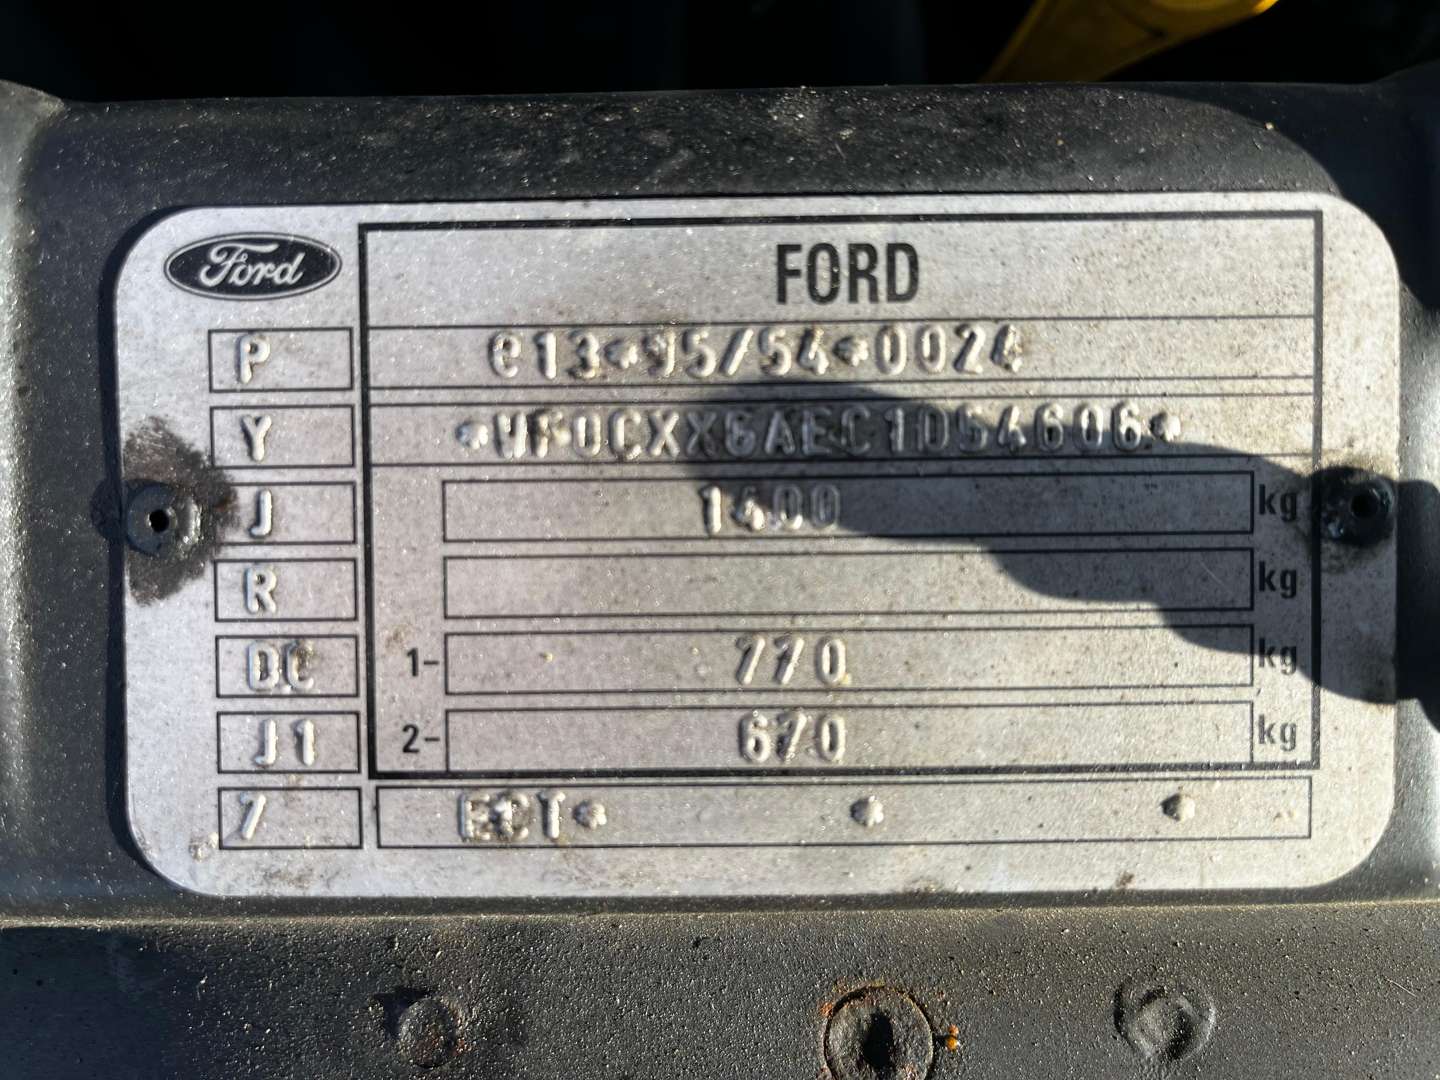 Ford
FORD
P e13*95/54*0024
Y *WF0CXXGAEC1D54606*
J 1400 kg
R kg
DC 1- 770 kg
J1 2- 670 kg
7 ECT* * *